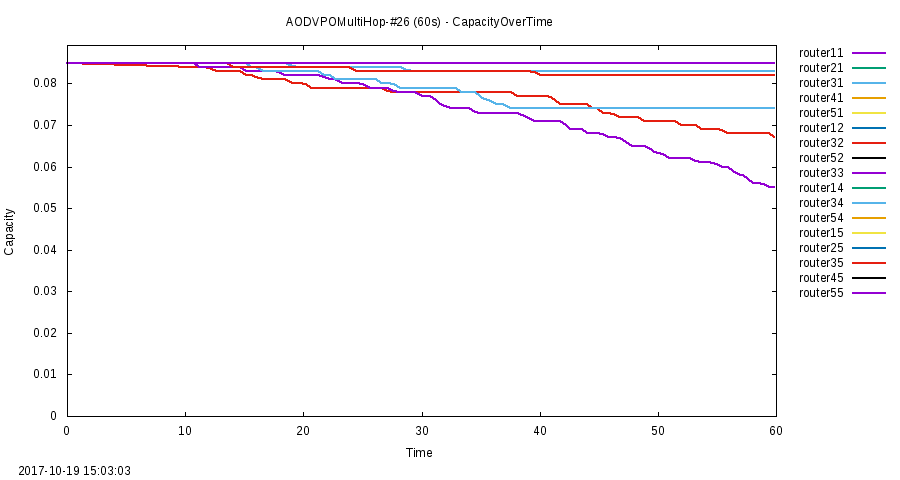 AODVPOMultiHop-#26 (60s) - CapacityOverTime
router11
router21
router31
router41
router51
router12
router32
router52
router33
router14
router34
router54
router15
router25
router35
router45
router55
0.08
0.07
0.06
0.05
0.04
0.03
0.02
0.01
0
Capacity
0 10 20 30 40 50 60
Time
2017-10-19 15:03:03